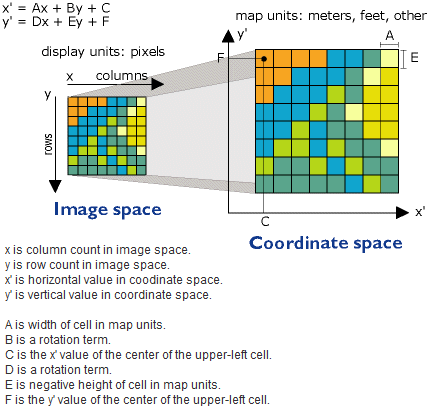 x' = Ax + By + C
y' = Dx + Ey + F
map units: meters, feet, other
display units: pixels
x columns
y
rows
y'
A
F
E
C
x'
Image space
Coordinate space
x is column count in image space.
y is row count in image space.
x' is horizontal value in coodinate space.
y' is vertical value in coordinate space.
A is width of cell in map units.
B is a rotation term.
C is the x' value of the center of the upper-left cell.
D is a rotation term.
E is negative height of cell in map units.
F is the y' value of the center of the upper-left cell.